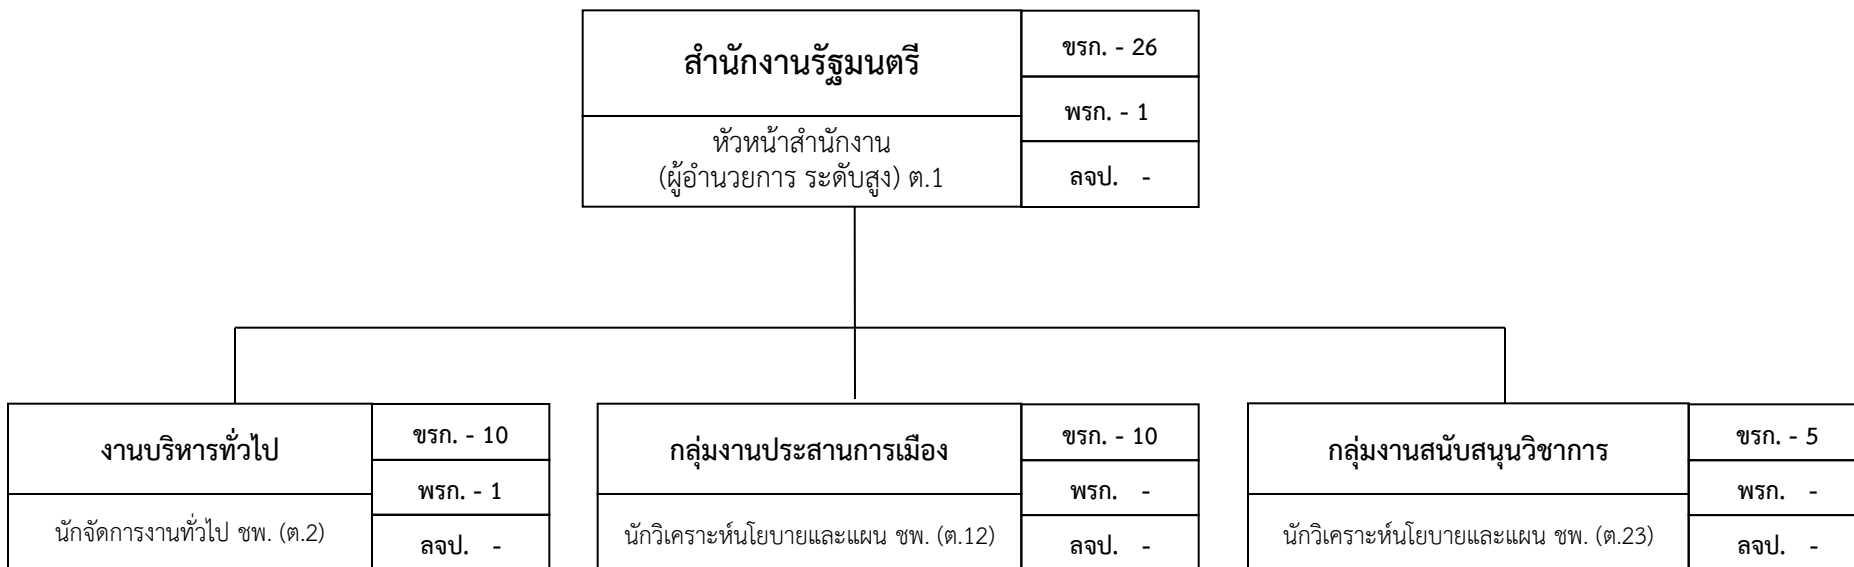 สำนักงานรัฐมนตรี
หัวหน้าสำนักงาน
(ผู้อำนวยการ ระดับสูง) ต.1
ขรก. - 26
พรก. - 1
ลจป. -
งานบริหารทั่วไป
นักจัดการงานทั่วไป ชพ. (ต.2)
ขรก. - 10
พรก. - 1
ลจป. -
กลุ่มงานประสานการเมือง
นักวิเคราะห์นโยบายและแผน ชพ. (ต.12)
ขรก. - 10
พรก. -
ลจป. -
กลุ่มงานสนับสนุนวิชาการ
นักวิเคราะห์นโยบายและแผน ชพ. (ต.23)
ขรก. - 5
พรก. -
ลจป. -